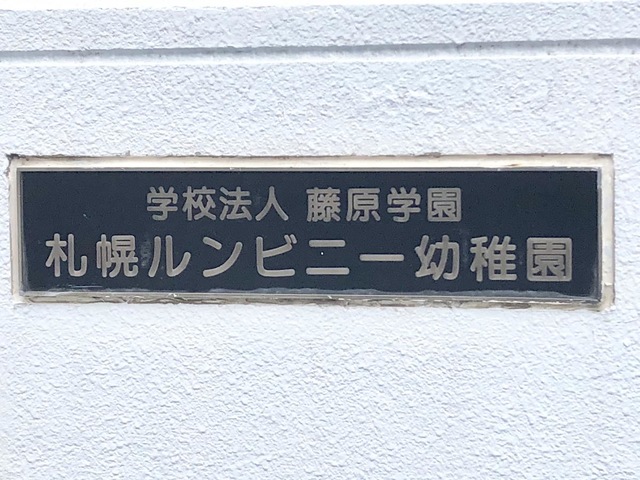 学校法人 藤原学園
札幌ルンビニー幼稚園